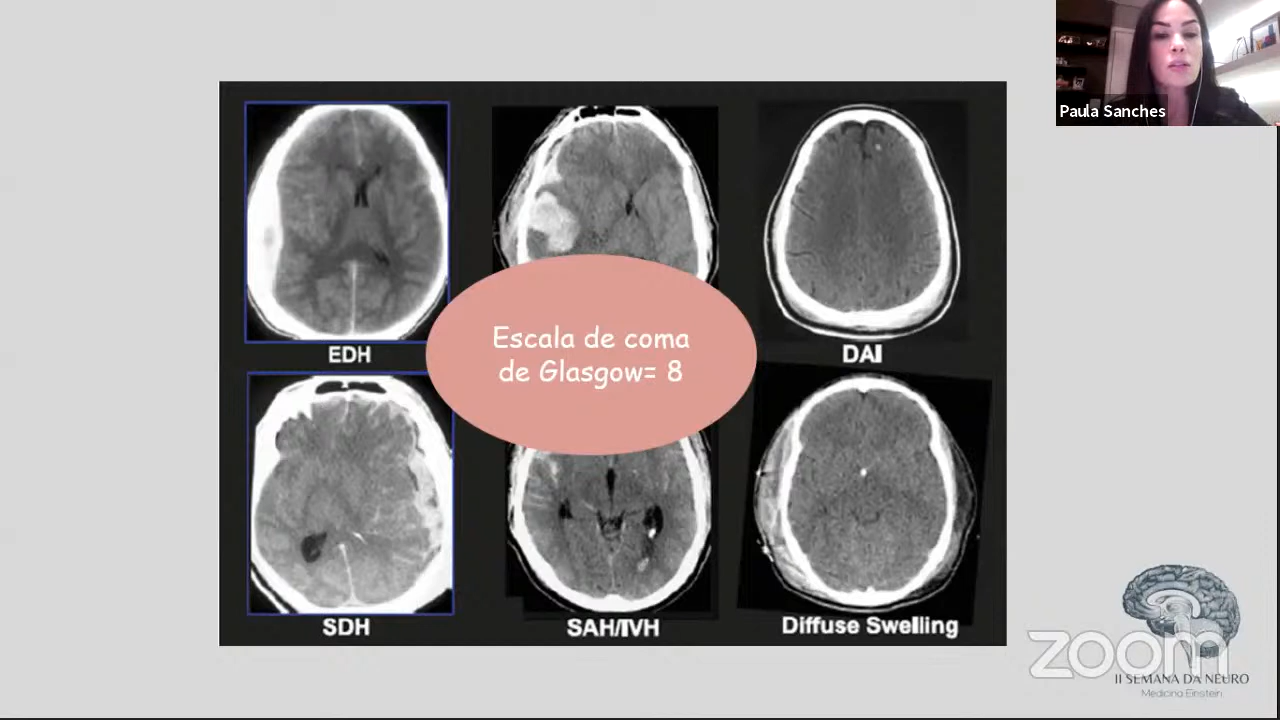 Paula Sanches
EDH
DAI
Escala de coma
de Glasgow= 8
SDH
SAH/IVH
Diffuse Swelling
zoom
II SEMANA DA NEURO
Medicina Einstein